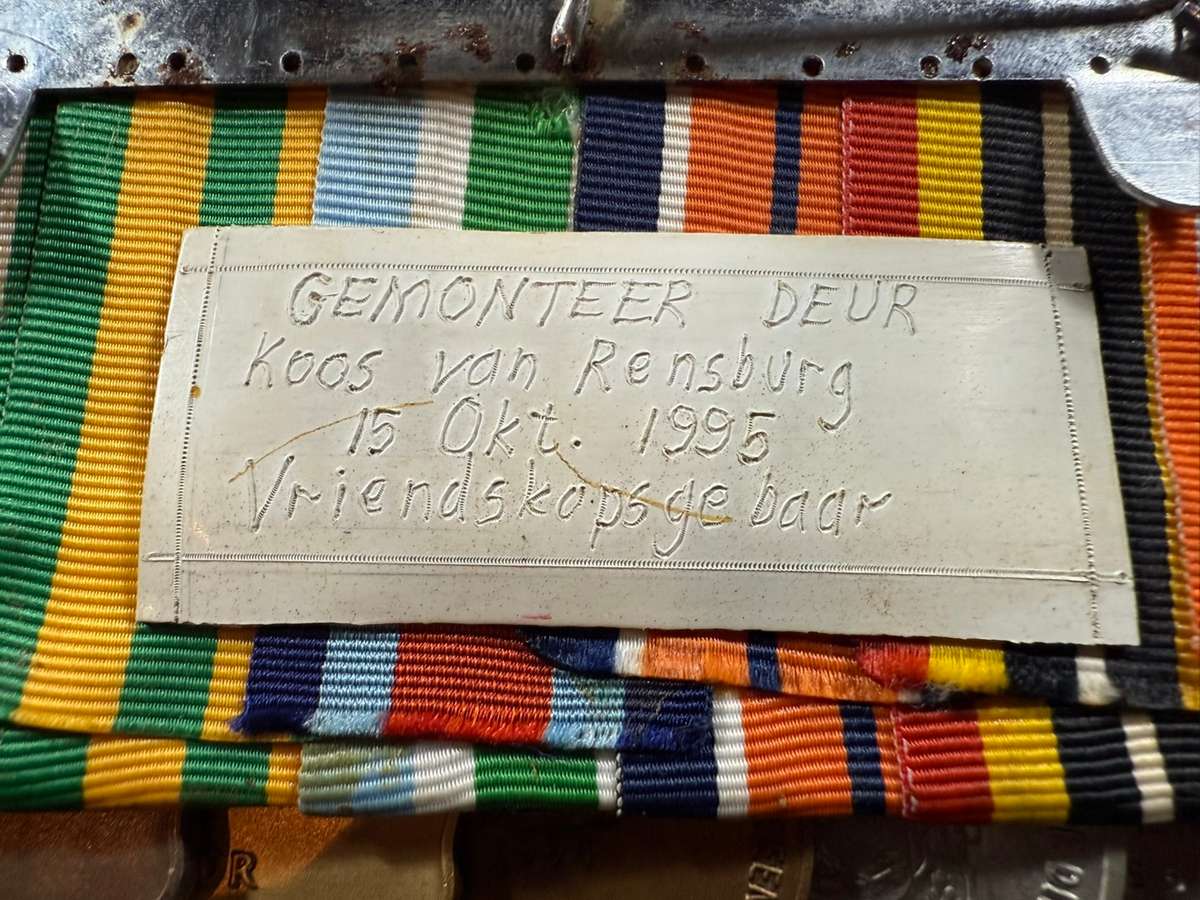 GEMONTEER DEUR
Koos van Rensburg
15 Okt. 1995
Vriendskapsgebaar